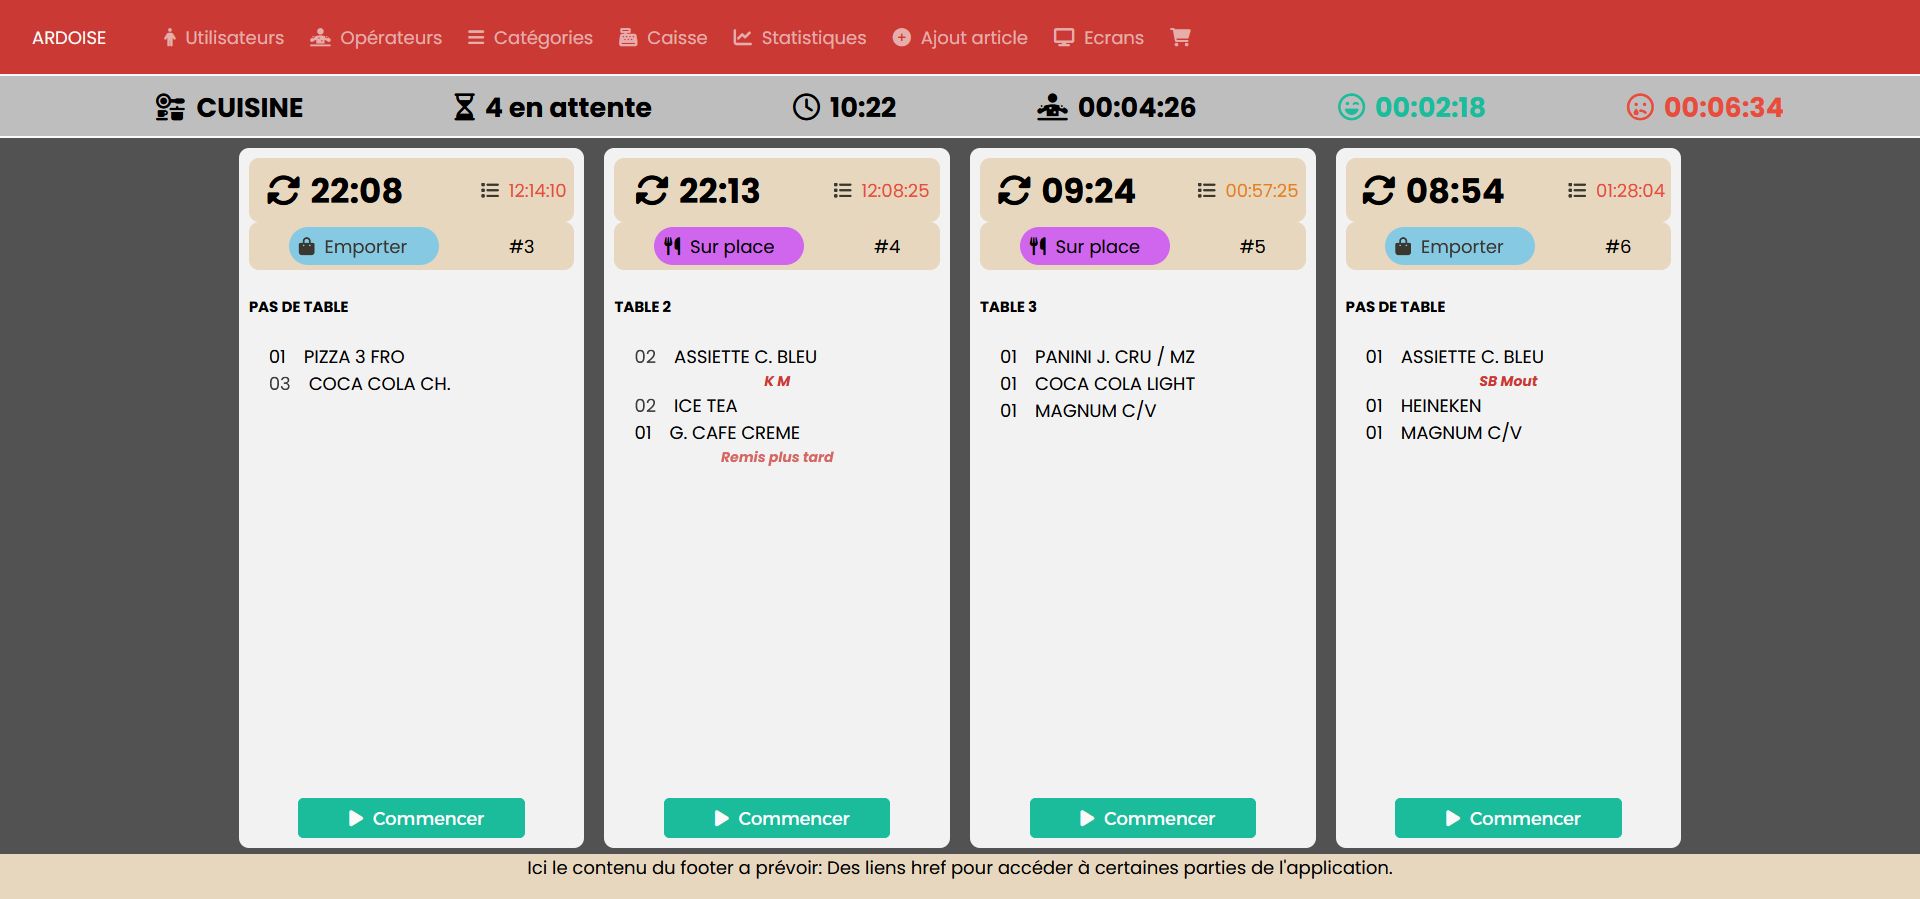 ARDOISE Utilisateurs Opérateurs Catégories Caisse Statistiques Ajout article Ecrans
CUISINE 4 en attente 10:22 00:04:26 00:02:18 00:06:34
22:08 12:14:10
Emporter #3
PAS DE TABLE
01 PIZZA 3 FRO
03 COCA COLA CH.
Commencer
22:13 12:08:25
Sur place #4
TABLE 2
02 ASSIETTE C. BLEU
K M
02 ICE TEA
01 G. CAFE CREME
Remis plus tard
Commencer
09:24 00:57:25
Sur place #5
TABLE 3
01 PANINI J. CRU / MZ
01 COCA COLA LIGHT
01 MAGNUM C/V
Commencer
08:54 01:28:04
Emporter #6
PAS DE TABLE
01 ASSIETTE C. BLEU
SB Mout
01 HEINEKEN
01 MAGNUM C/V
Commencer
Ici le contenu du footer a prévoir: Des liens href pour accéder à certaines parties de l'application.